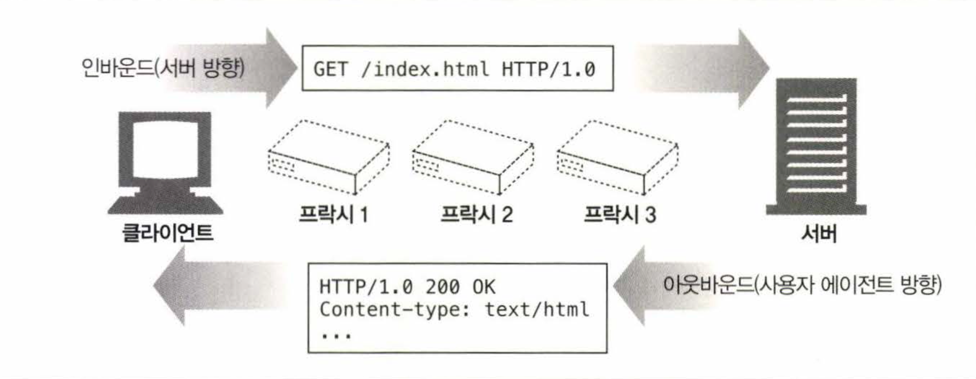 인바운드(서버 방향)
GET /index.html HTTP/1.0
프락시 1
프락시 2
프락시 3
클라이언트
서버
HTTP/1.0 200 OK
Content-type: text/html
...
아웃바운드(사용자 에이전트 방향)